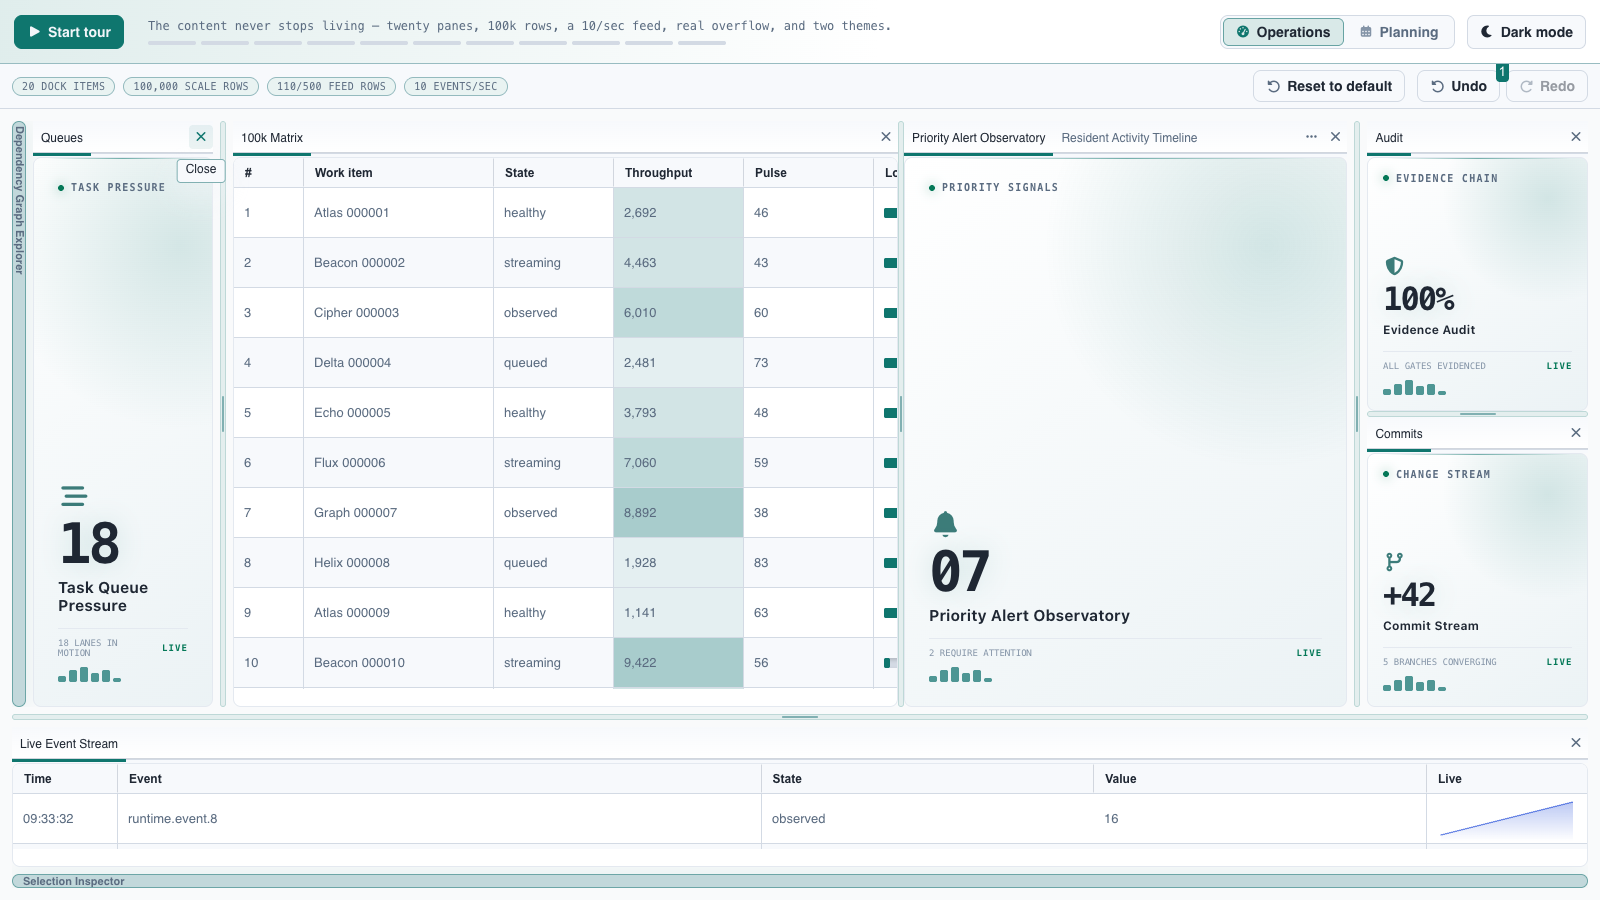 Start tour
The content never stops living — twenty panes, 100k rows, a 10/sec feed, real overflow, and two themes.
Operations
Planning
Dark mode
20 DOCK ITEMS
100,000 SCALE ROWS
110/500 FEED ROWS
10 EVENTS/SEC
Reset to default
Undo
1
Redo
Dependency Graph Explorer
Queues
Close
TASK PRESSURE
18
Task Queue
Pressure
18 LANES IN
MOTION
LIVE
100k Matrix
# Work item State Throughput Pulse Lo
1 Atlas 000001 healthy 2,692 46
2 Beacon 000002 streaming 4,463 43
3 Cipher 000003 observed 6,010 60
4 Delta 000004 queued 2,481 73
5 Echo 000005 healthy 3,793 48
6 Flux 000006 streaming 7,060 59
7 Graph 000007 observed 8,892 38
8 Helix 000008 queued 1,928 83
9 Atlas 000009 healthy 1,141 63
10 Beacon 000010 streaming 9,422 56
Priority Alert Observatory
Resident Activity Timeline
PRIORITY SIGNALS
07
Priority Alert Observatory
2 REQUIRE ATTENTION
LIVE
Audit
EVIDENCE CHAIN
100%
Evidence Audit
ALL GATES EVIDENCED
LIVE
Commits
CHANGE STREAM
+42
Commit Stream
5 BRANCHES CONVERGING
LIVE
Live Event Stream
Time Event State Value Live
09:33:32 runtime.event.8 observed 16
Selection Inspector